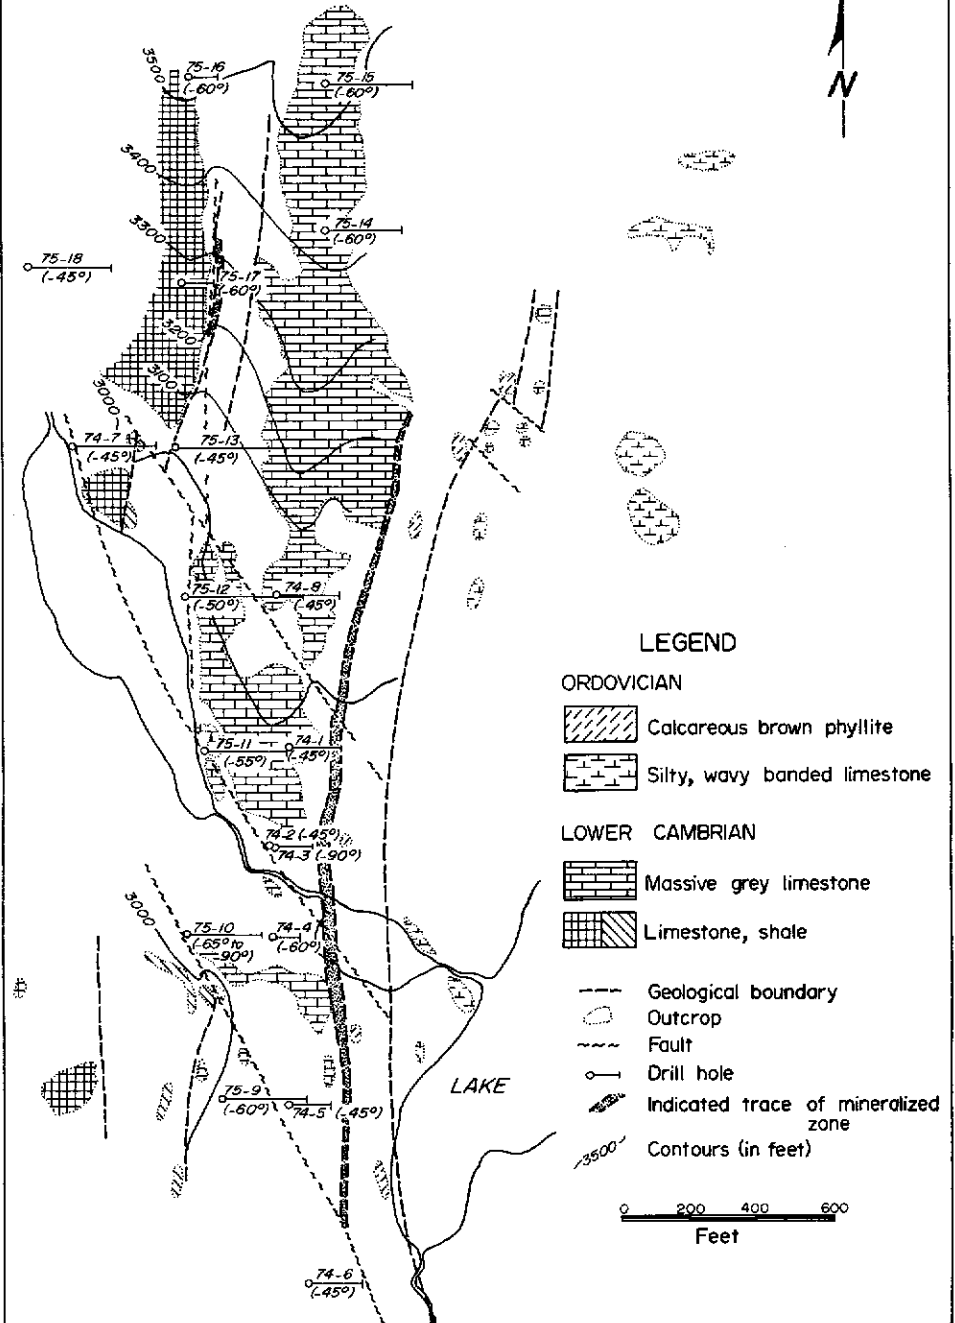 N
3500
75-16
(-60°)
75-15
(-60°)
3400
3300
75-14
(-60°)
75-18
(-45°)
75-17
(-60°)
3200
3100
3000
74-7
(-45°)
75-13
(-45°)
75-12
(-50°)
74-8
(-45°)
75-11
(-55°)
74-1
(-45°)
74-2 (-45°)
74-3 (-90°)
3000
75-10
(-65° to
-90°)
74-4
(-60°)
75-9
(-60°)
74-5 (-45°)
LAKE
74-6
(-45°)
LEGEND
ORDOVICIAN
Calcareous brown phyllite
Silty, wavy banded limestone
LOWER CAMBRIAN
Massive grey limestone
Limestone, shale
Geological boundary
Outcrop
Fault
Drill hole
Indicated trace of mineralized
zone
3500
Contours (in feet)
0 200 400 600
Feet